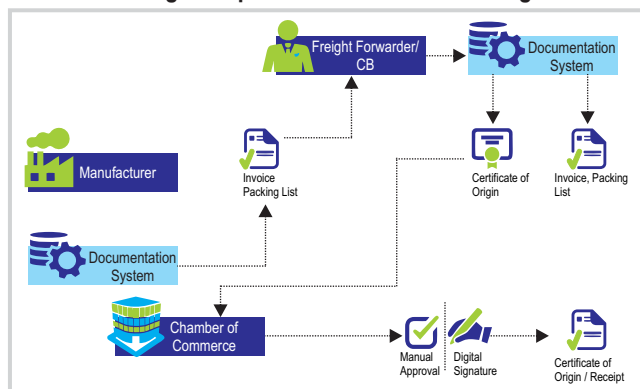 Freight Forwarder/
CB
Documentation
System
Manufacturer
Invoice
Packing List
Certificate of
Origin
Invoice, Packing
List
Documentation
System
Chamber of
Commerce
Manual
Approval
Digital
Signature
Certificate of
Origin / Receipt